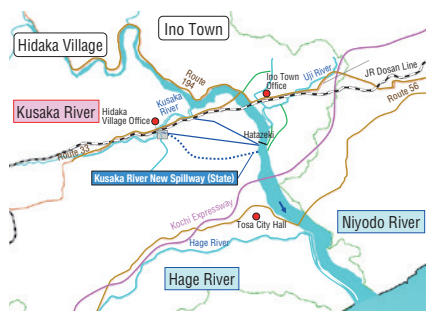 Ino Town
Hidaka Village
Route
194
Ino Town
Office
Uji River
JR Dosan Line
Kusaka River
Hidaka
Village Office
Kusaka
River
Route 56
Hatazeki
Route 33
Kusaka River New Spillway (State)
Kochi Expressway
Tosa City Hall
Niyodo River
Hage River
Hage River